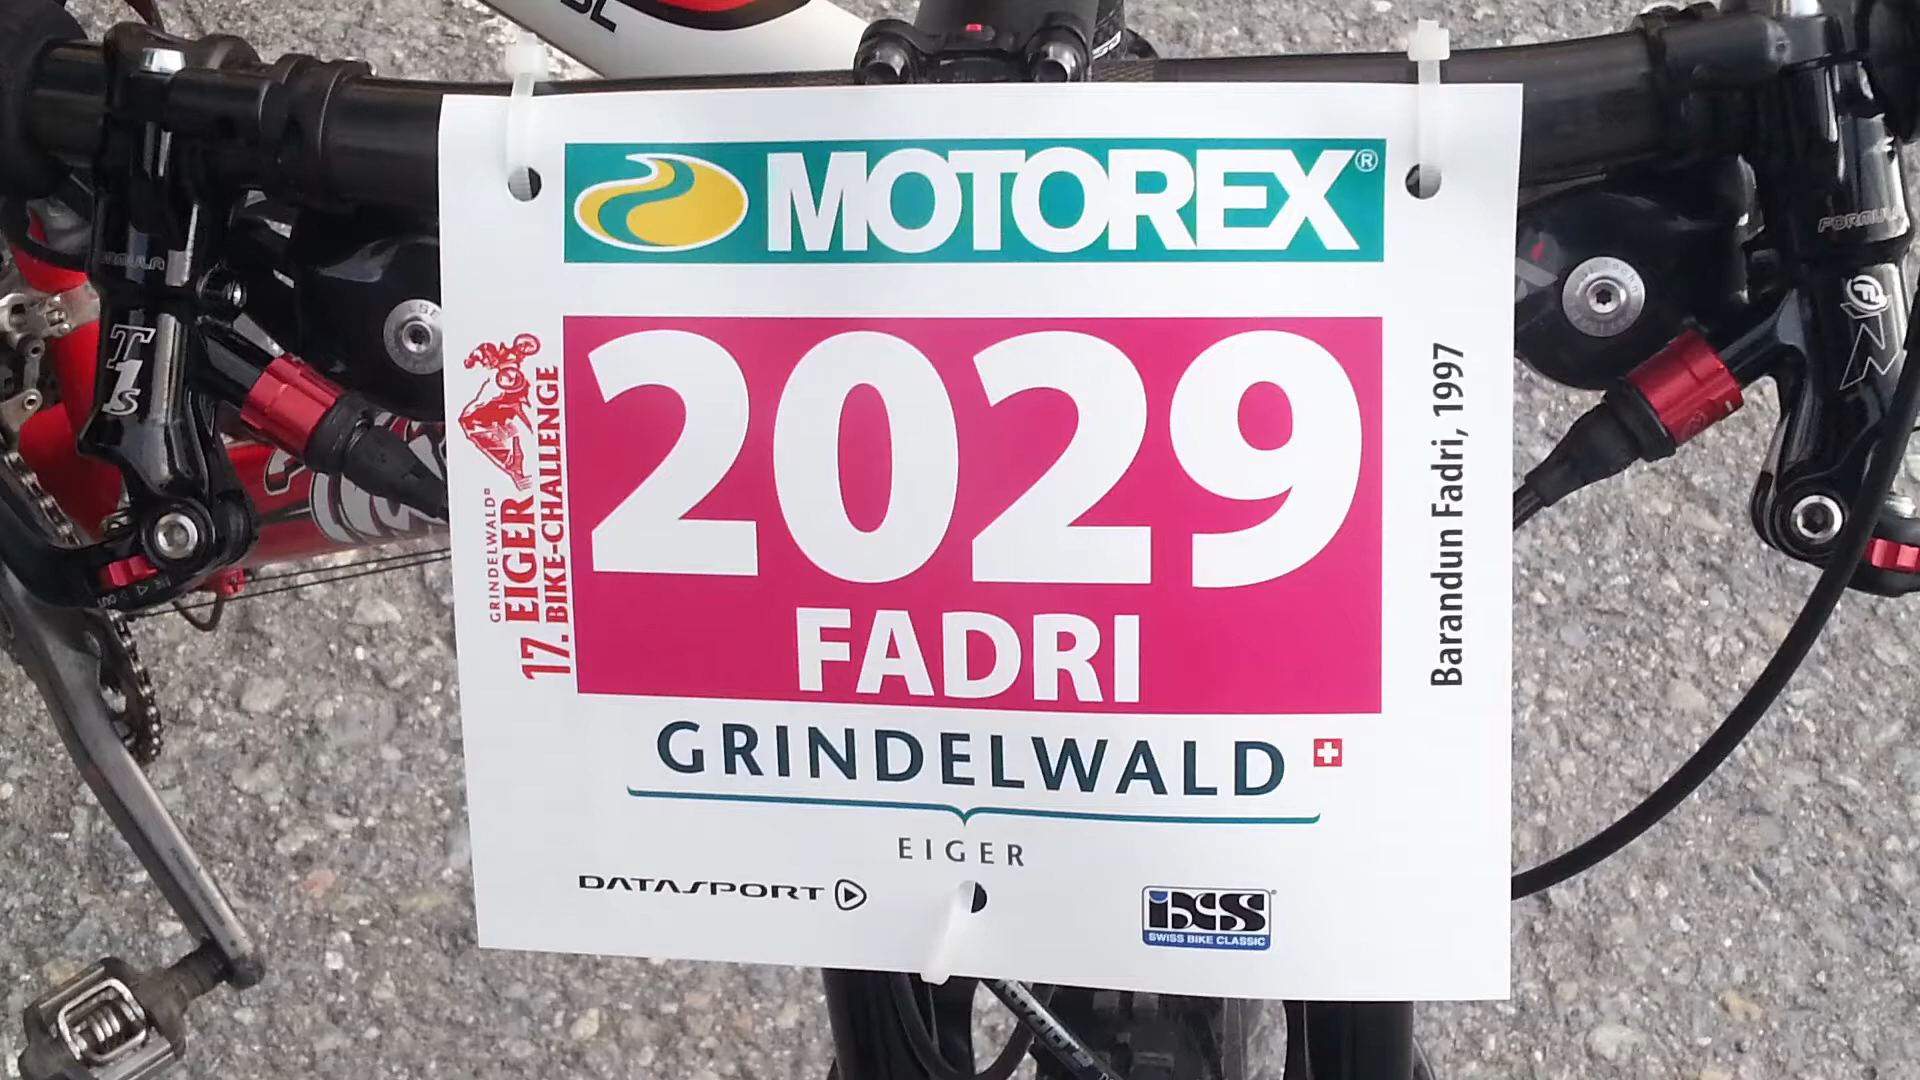 MOTOREX®
2029
FADRI
GRINDELWALD
EIGER
DATASPORT
iXS
SWISS BIKE CLASSIC
GRINDELWALD
EIGER
17. BIKE-CHALLENGE
Barandun Fadri, 1997
T1s
FORMULA